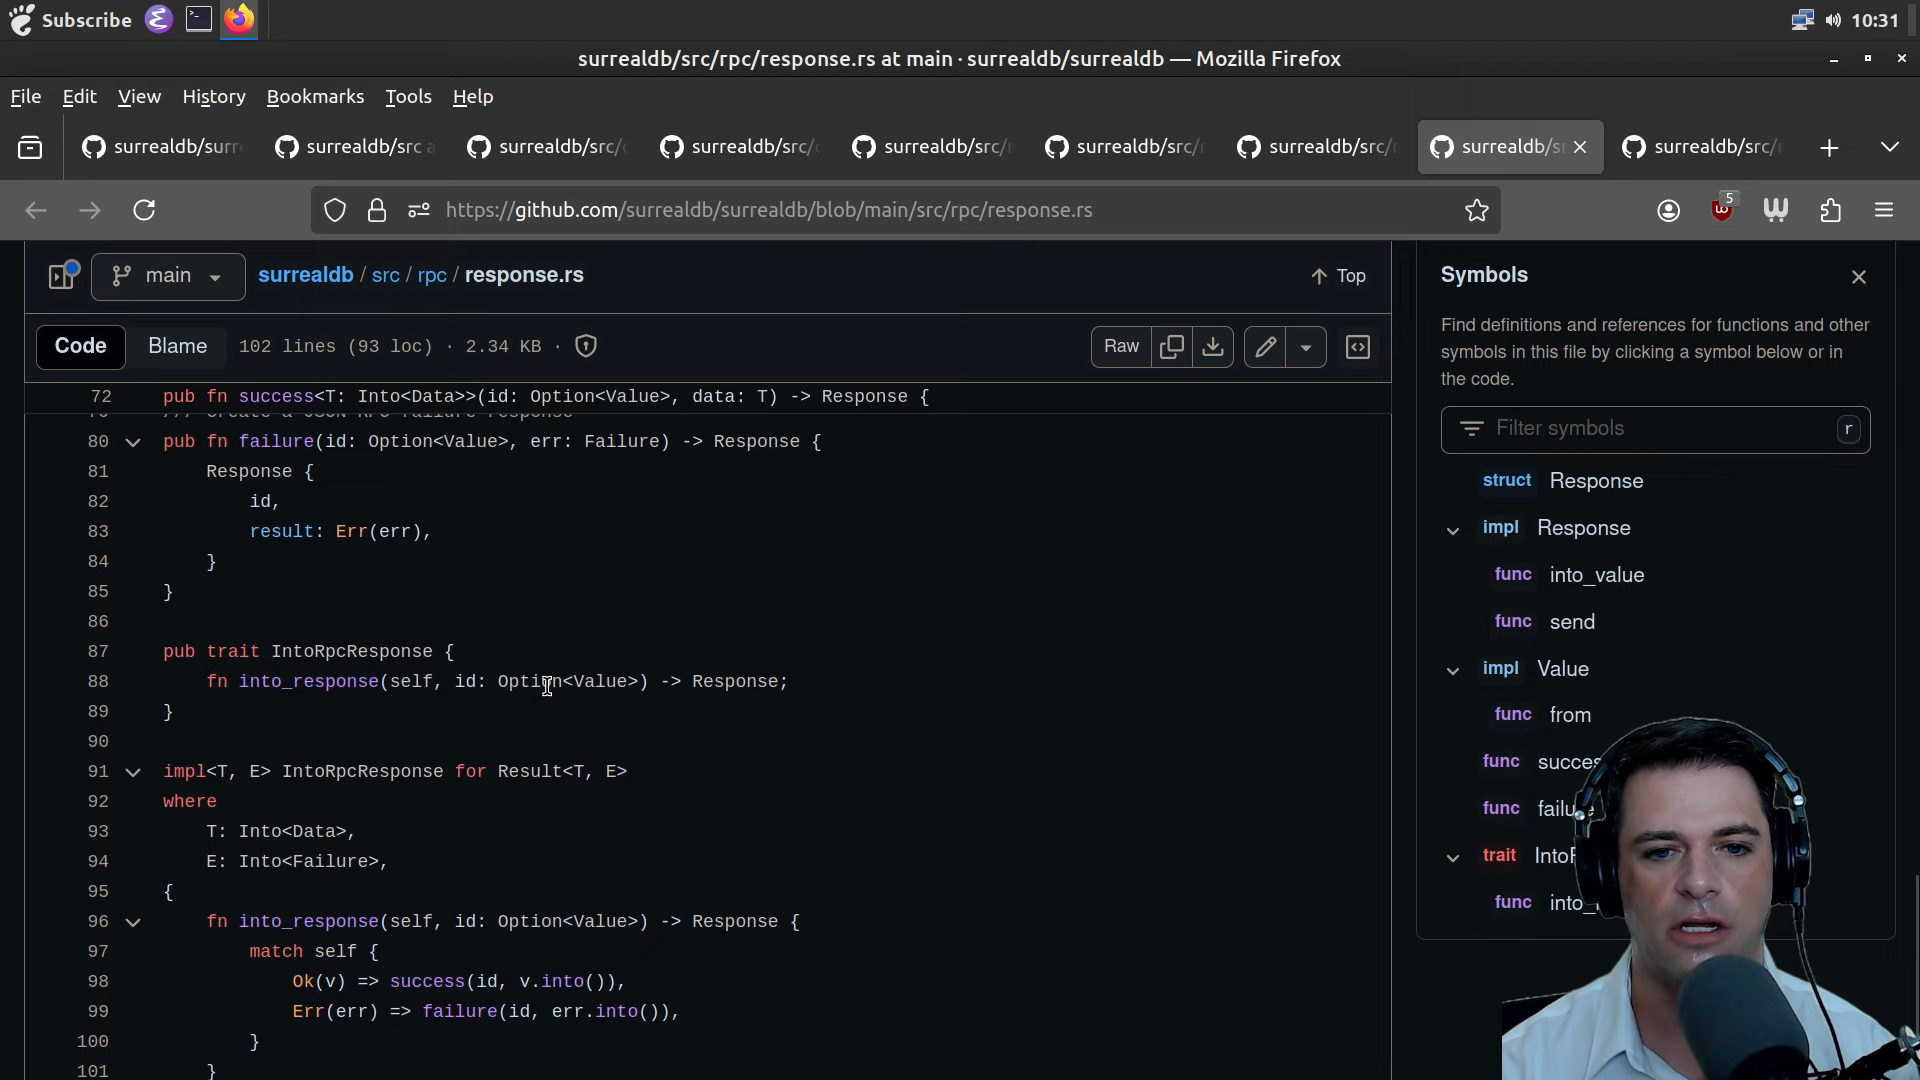 Subscribe
10:31
surrealdb/src/rpc/response.rs at main · surrealdb/surrealdb — Mozilla Firefox
File Edit View History Bookmarks Tools Help
surrealdb/surr surrealdb/src a surrealdb/src/ surrealdb/src/ surrealdb/src/ surrealdb/src/ surrealdb/src/ surrealdb/sr surrealdb/src/
https://github.com/surrealdb/surrealdb/blob/main/src/rpc/response.rs
5
main surrealdb / src / rpc / response.rs Top
Code Blame 102 lines (93 loc) · 2.34 KB · Raw
72 pub fn success<T: Into<Data>>(id: Option<Value>, data: T) -> Response {
80 pub fn failure(id: Option<Value>, err: Failure) -> Response {
81 Response {
82 id,
83 result: Err(err),
84 }
85 }
86
87 pub trait IntoRpcResponse {
88 fn into_response(self, id: Option<Value>) -> Response;
89 }
90
91 impl<T, E> IntoRpcResponse for Result<T, E>
92 where
93 T: Into<Data>,
94 E: Into<Failure>,
95 {
96 fn into_response(self, id: Option<Value>) -> Response {
97 match self {
98 Ok(v) => success(id, v.into()),
99 Err(err) => failure(id, err.into()),
100 }
101 }
Symbols
Find definitions and references for functions and other
symbols in this file by clicking a symbol below or in
the code.
Filter symbols r
struct Response
impl Response
func into_value
func send
impl Value
func from
func succes
func failu
trait IntoR
func into_